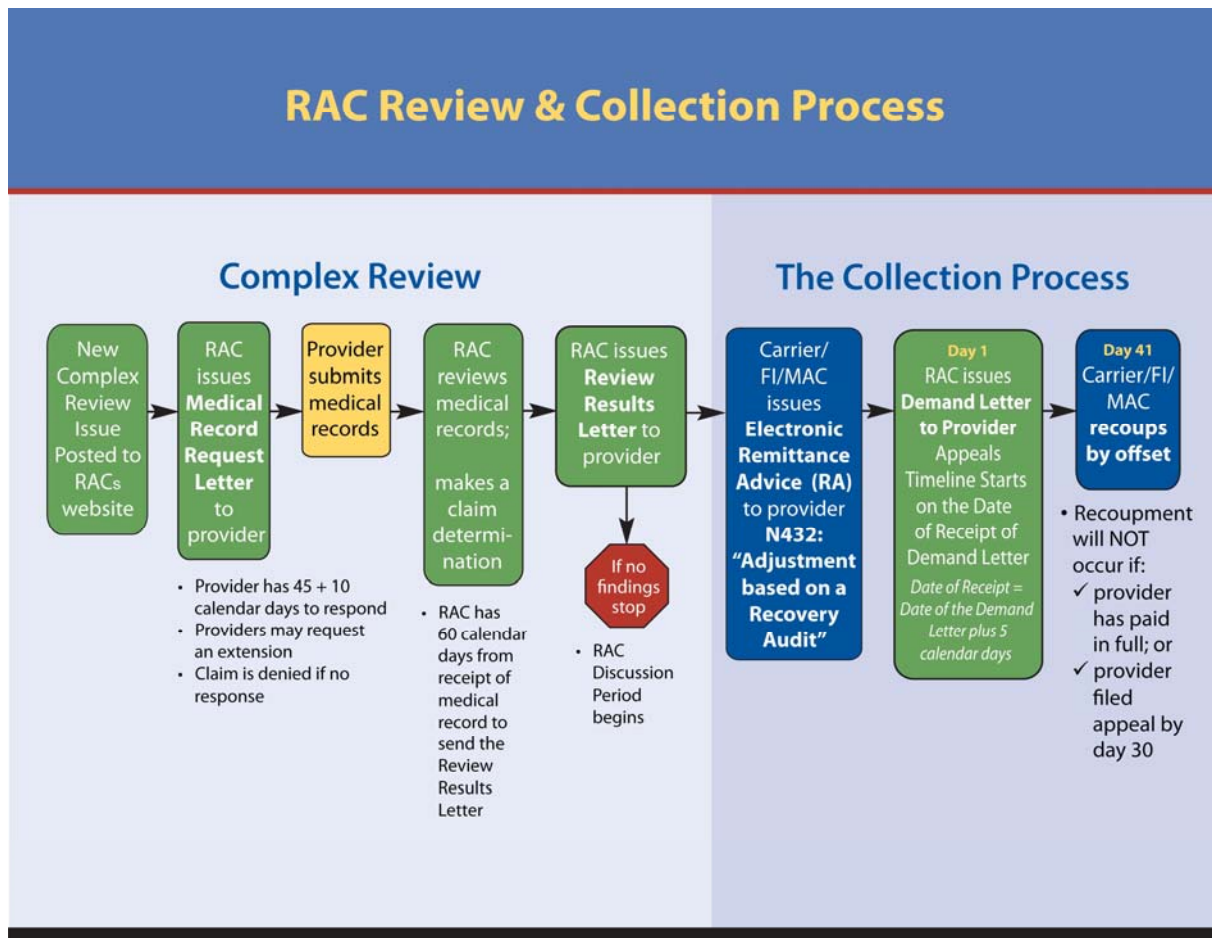 RAC Review & Collection Process
Complex Review
New
Complex
Review
Issue
Posted to
RACs
website
RAC
issues
Medical
Record
Request
Letter
to
provider
• Provider has 45 + 10
calendar days to respond
- Providers may request
an extension
• Claim is denied if no
response
Provider
submits
medical
records
RAC
reviews
medical
records;
makes a
claim
determi-
nation
• RAC has
60 calendar
days from
receipt of
medical
record to
send the
Review
Results
Letter
RAC issues
Review
Results
Letter to
provider
If no
findings
stop
• RAC
Discussion
Period
begins
The Collection Process
Carrier/
FI/MAC
issues
Electronic
Remittance
Advice (RA)
to provider
N432:
“Adjustment
based on a
Recovery
Audit”
Day 1
RAC issues
Demand Letter
to Provider
Appeals
Timeline Starts
on the Date
of Receipt of
Demand Letter
Date of Receipt =
Date of the Demand
Letter plus 5
calendar days
Day 41
Carrier/FI/
MAC
recoups
by offset
• Recoupment
will NOT
occur if:
✓ provider
has paid
in full; or
✓ provider
filed
appeal by
day 30